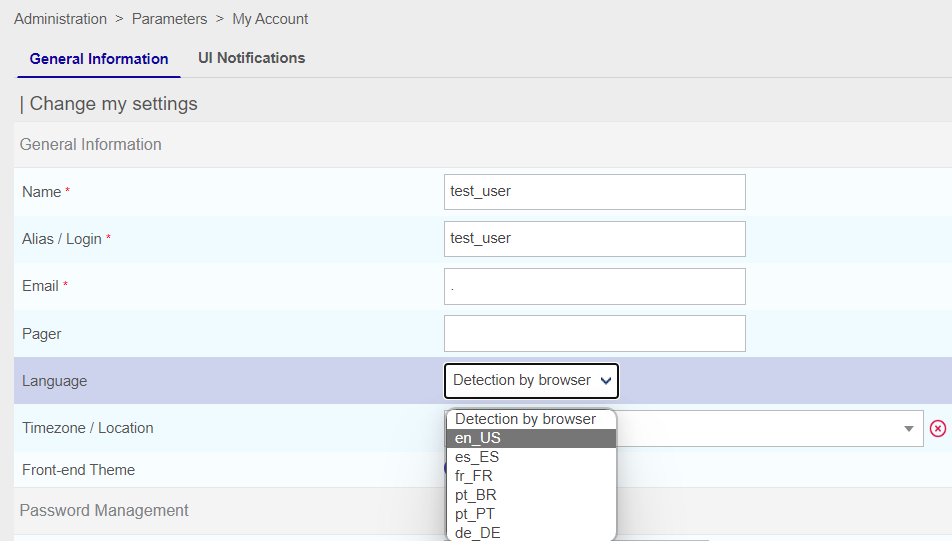 Administration > Parameters > My Account
General Information UI Notifications
| Change my settings
General Information
Name * test_user
Alias / Login * test_user
Email * .
Pager
Language Detection by browser
Detection by browser
en_US
es_ES
fr_FR
pt_BR
pt_PT
de_DE
Timezone / Location
Front-end Theme
Password Management